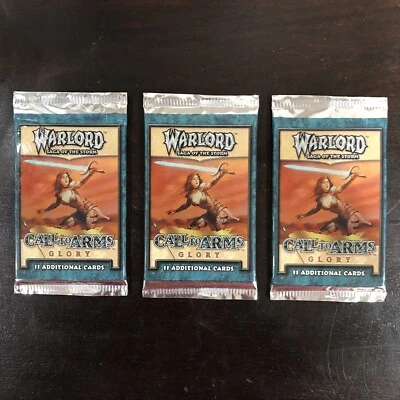 WARLORD
SAGA OF THE STORM
CALL TO ARMS
GLORY
11 ADDITIONAL CARDS
WARLORD
SAGA OF THE STORM
CALL TO ARMS
GLORY
11 ADDITIONAL CARDS
WARLORD
SAGA OF THE STORM
CALL TO ARMS
GLORY
11 ADDITIONAL CARDS